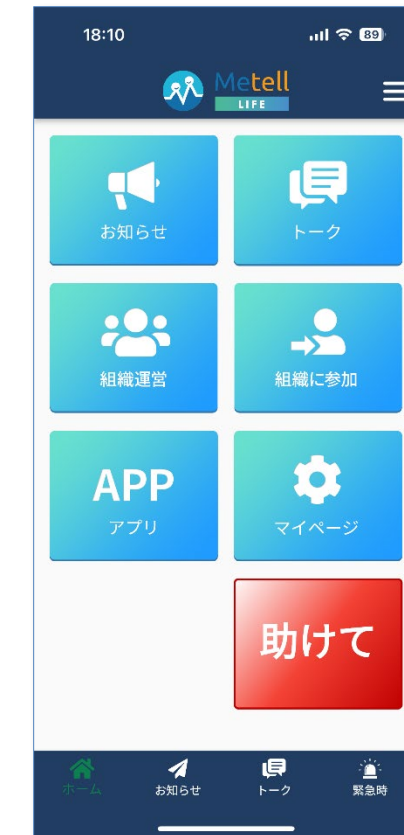 18:10
89
Metell
LIFE
お知らせ
トーク
組織運営
組織に参加
APP
アプリ
マイページ
助けて
ホーム
お知らせ
トーク
緊急時